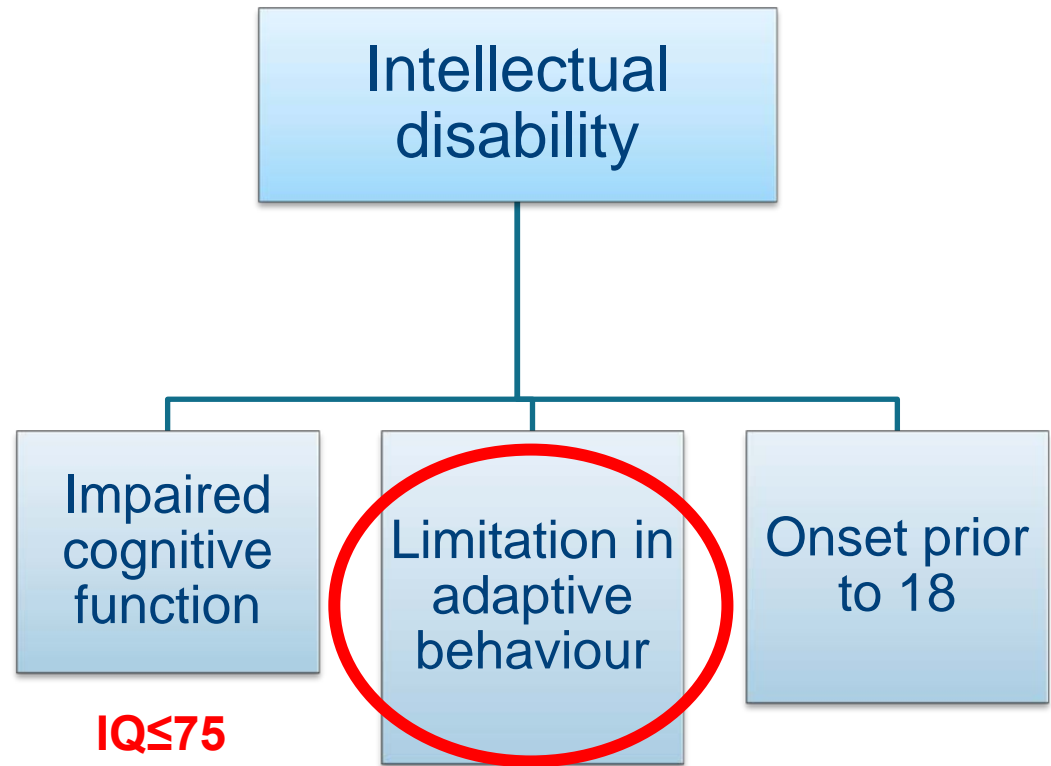 Intellectual
disability
Impaired
cognitive
function
Limitation in
adaptive
behaviour
Onset prior
to 18
IQ≤75